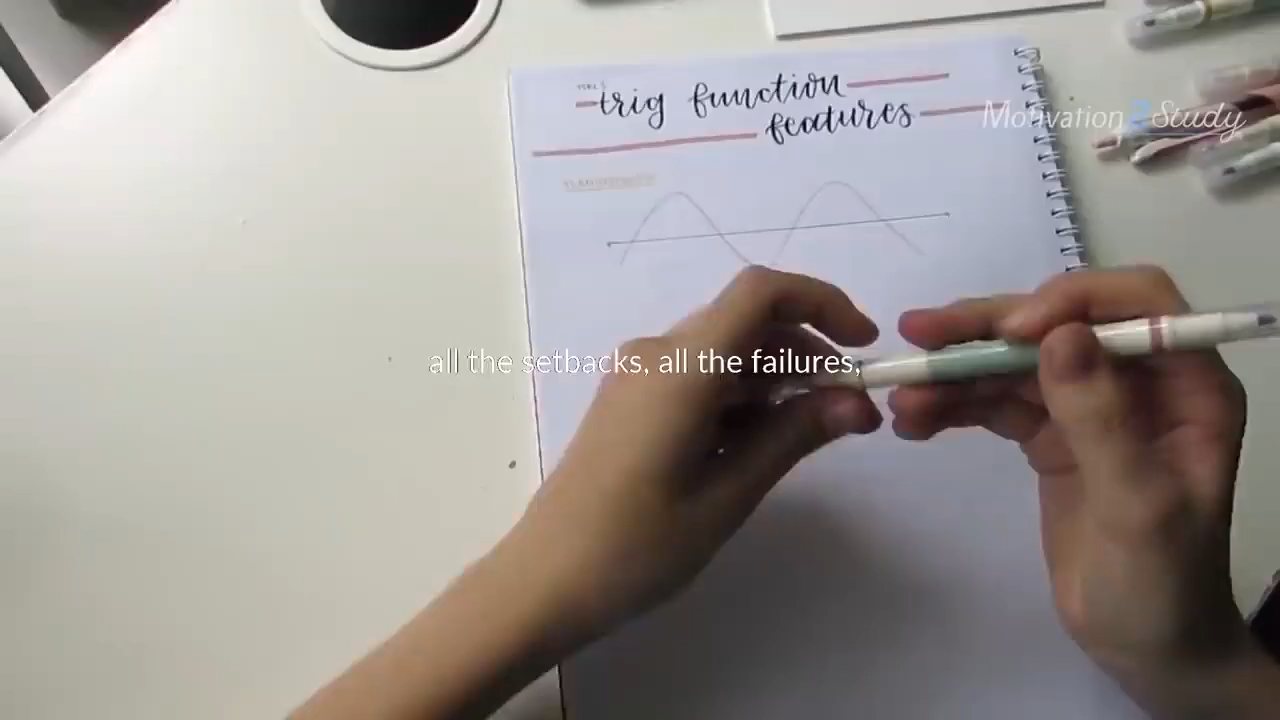 trig function
features
Motivation2Study
all the setbacks, all the failures,